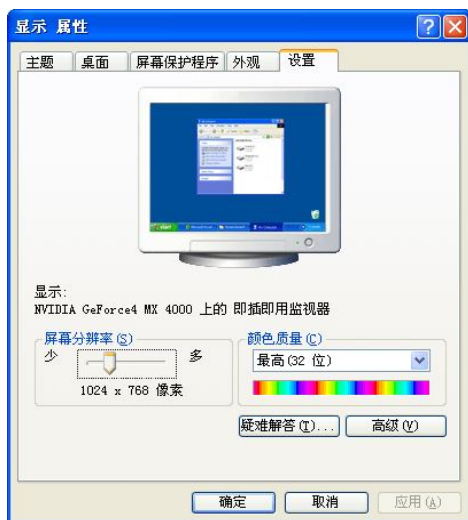 显示 属性
主题 桌面 屏幕保护程序 外观 设置
显示:
NVIDIA GeForce4 MX 4000 上的 即插即用监视器
屏幕分辨率(S)
少 多
1024 x 768 像素
颜色质量(C)
最高(32 位)
疑难解答(T)... 高级(V)
确定 取消 应用(A)